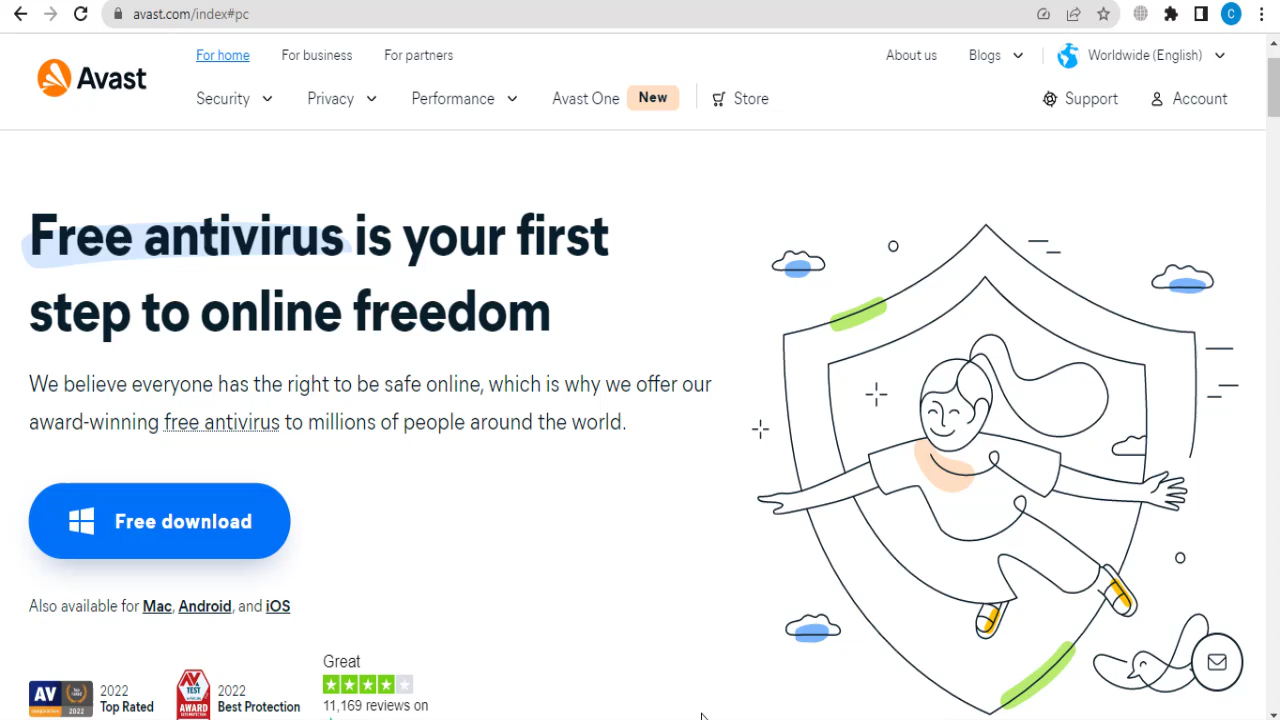 avast.com/index#pc
C
For home For business For partners About us Blogs Worldwide (English)
Avast
Security Privacy Performance Avast One New Store Support Account
Free antivirus is your first
step to online freedom
We believe everyone has the right to be safe online, which is why we offer our
award-winning free antivirus to millions of people around the world.
Free download
Also available for Mac, Android, and iOS
Great
AV 2022 AV TEST 2022
Top Rated AWARD Best Protection
11,169 reviews on